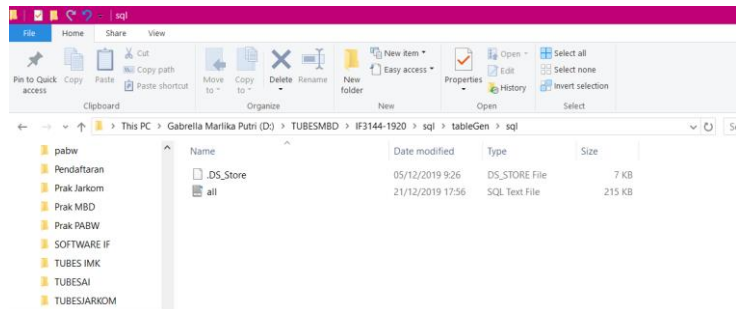 sql
File Home Share View
Pin to Quick access
Copy
Paste
Cut
Copy path
Paste shortcut
Clipboard
Move to
Copy to
Delete
Rename
Organize
New folder
New item
Easy access
New
Properties
Open
Edit
History
Open
Select all
Select none
Invert selection
Select
This PC > Gabrella Marlika Putri (D:) > TUBESMBD > IF3144-1920 > sql > tableGen > sql
pabw
Pendaftaran
Prak Jarkom
Prak MBD
Prak PABW
SOFTWARE IF
TUBES IMK
TUBESAI
TUBESJARKOM
Name Date modified Type Size
.DS_Store 05/12/2019 9:26 DS_STORE File 7 KB
all 21/12/2019 17:56 SQL Text File 215 KB